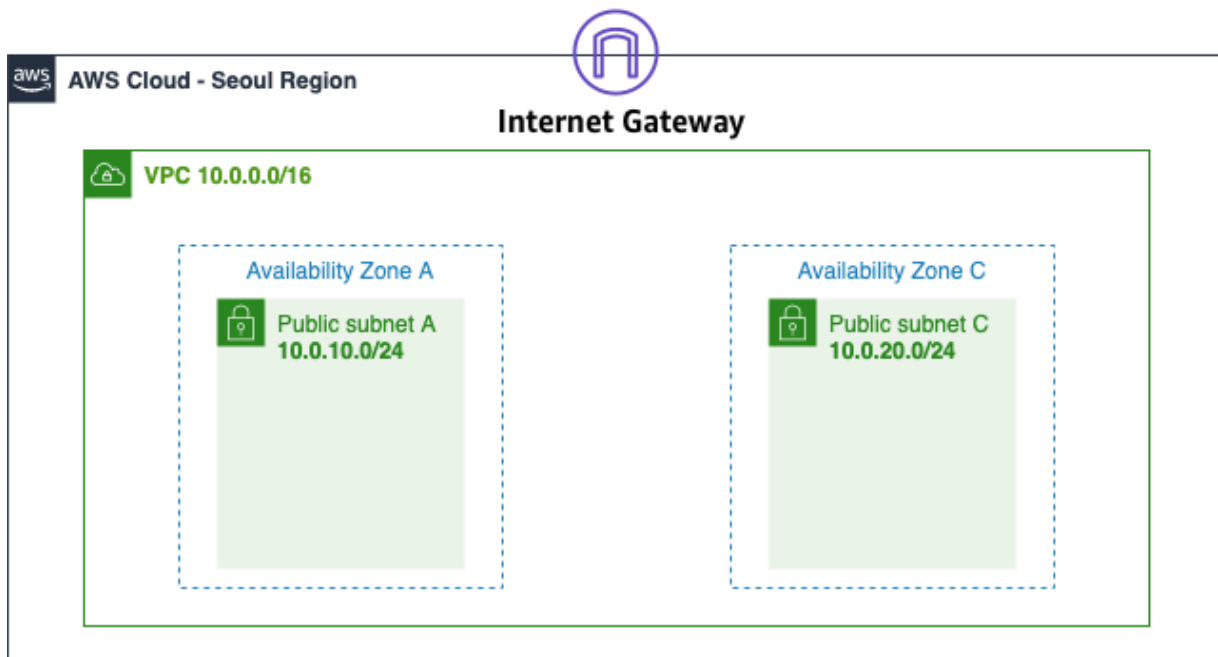 aws
AWS Cloud - Seoul Region
Internet Gateway
VPC 10.0.0.0/16
Availability Zone A
Public subnet A
10.0.10.0/24
Availability Zone C
Public subnet C
10.0.20.0/24